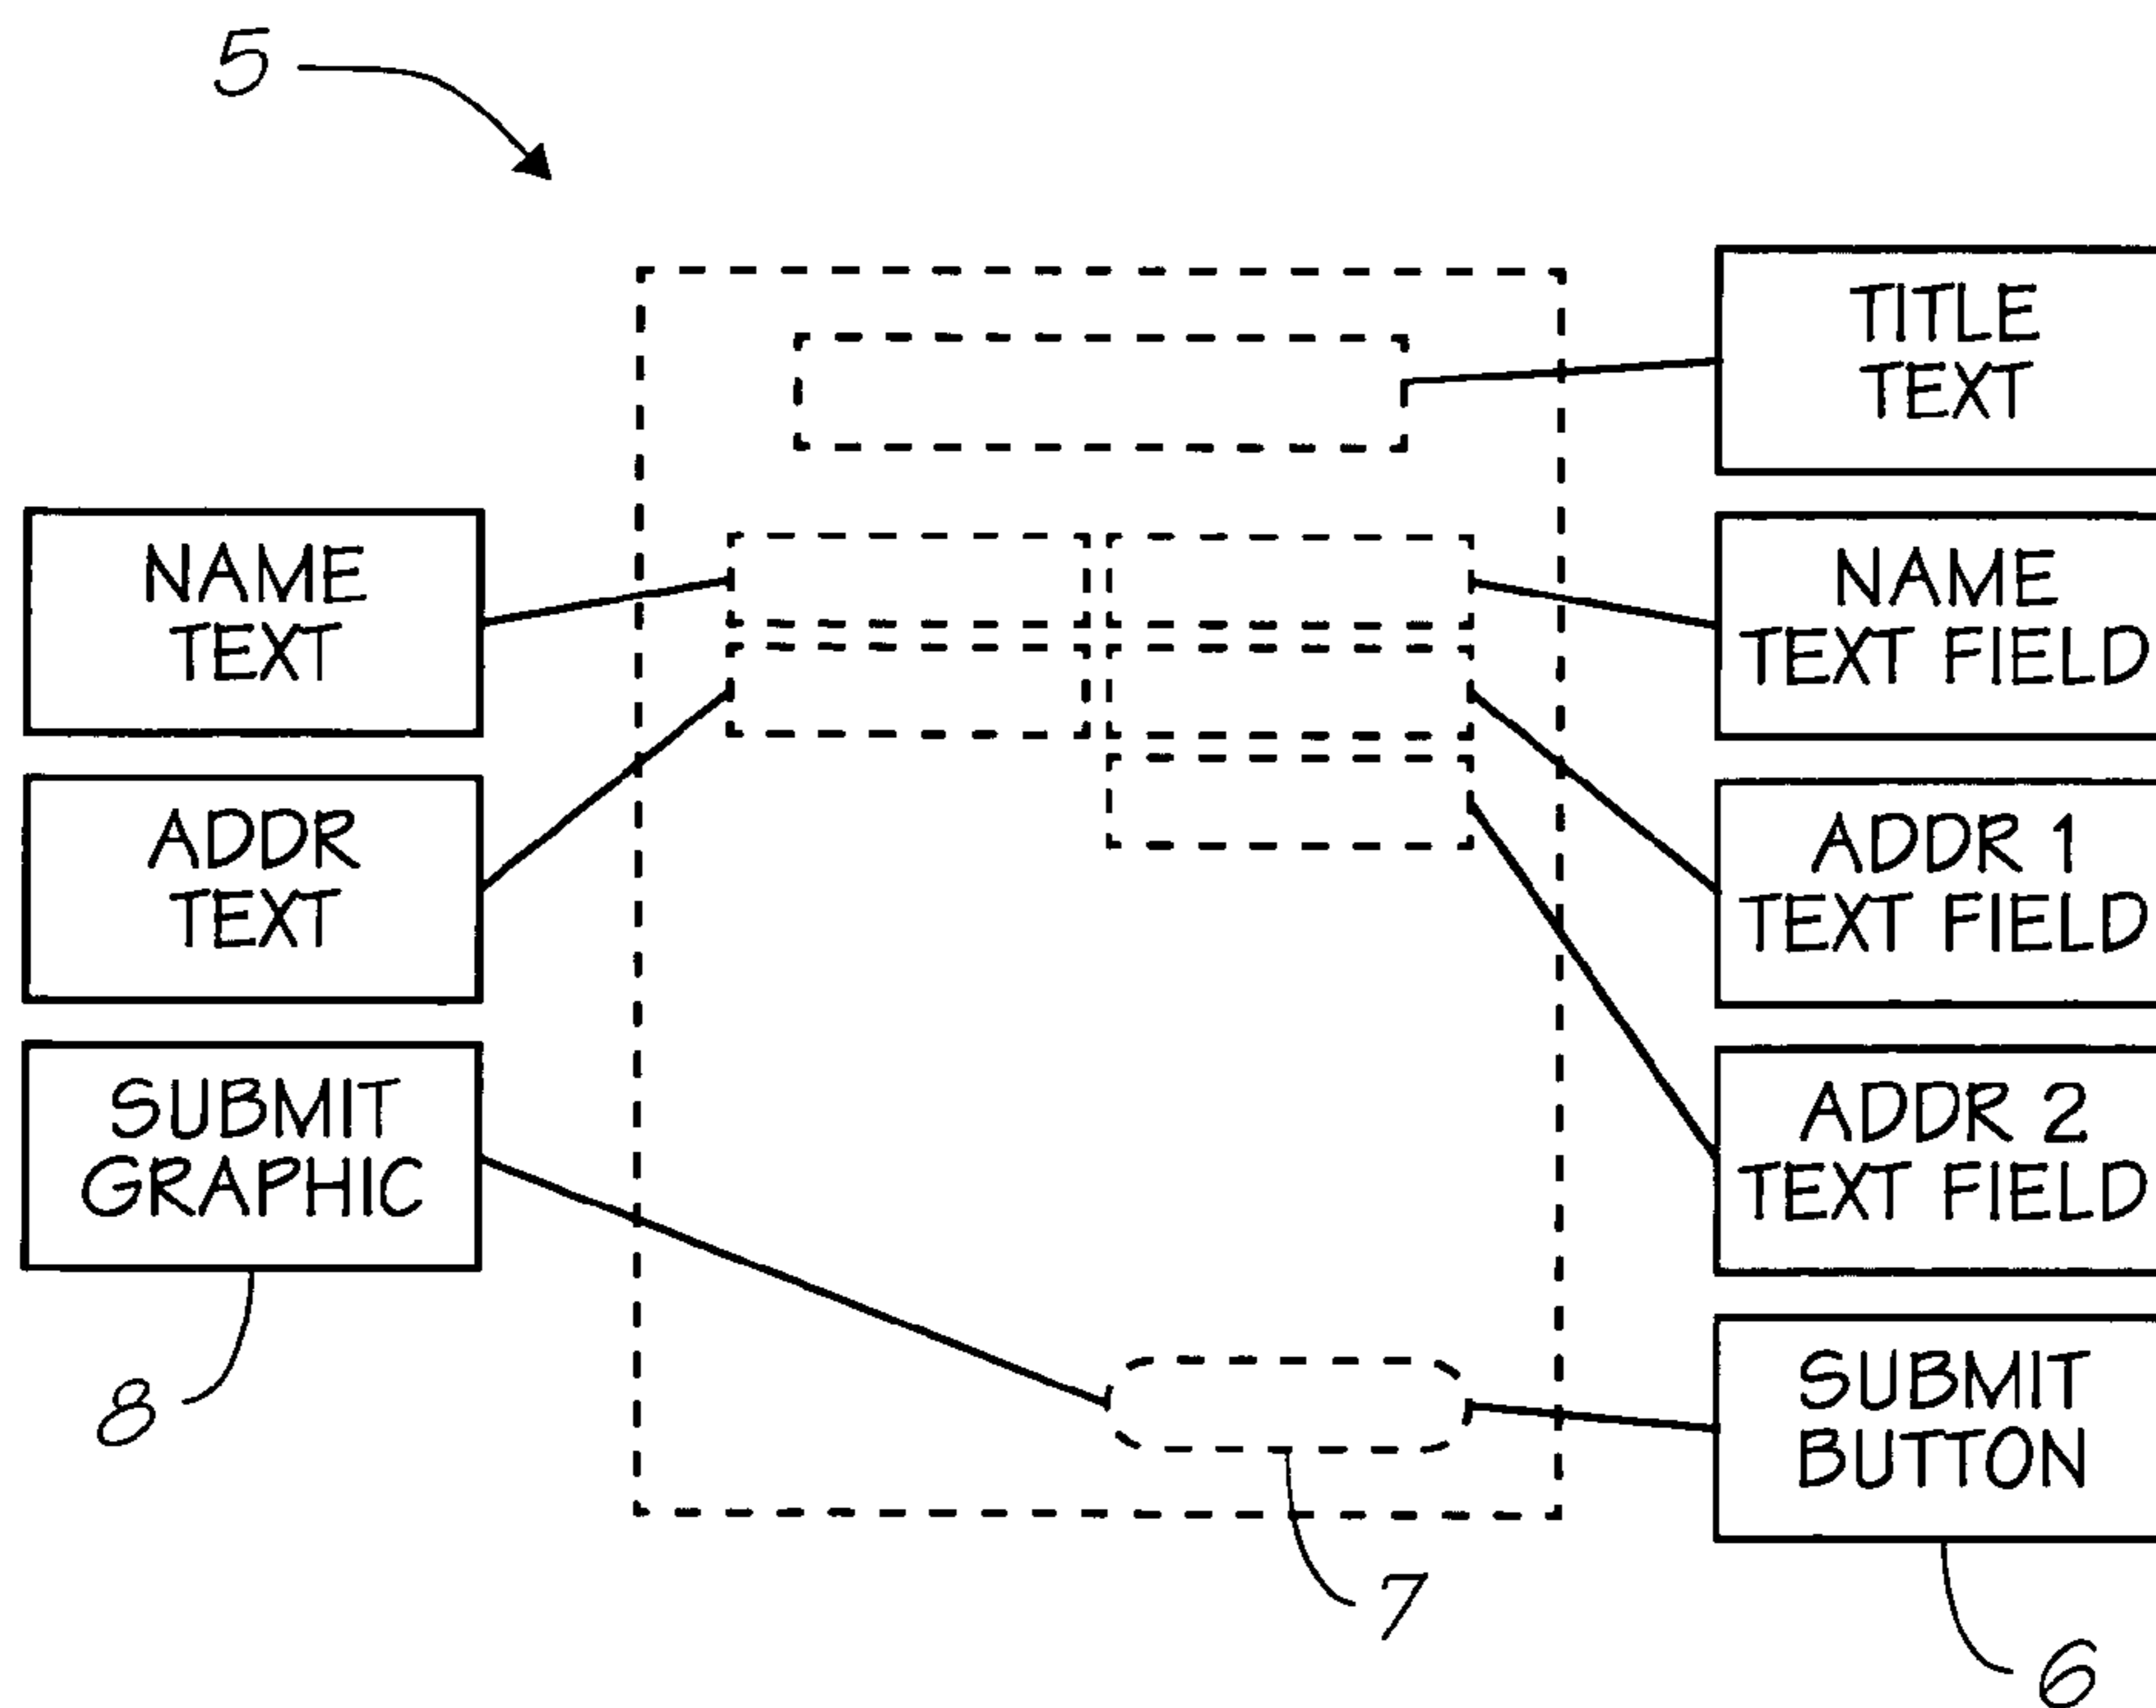 5
TITLE
TEXT
NAME
TEXT
NAME
TEXT FIELD
ADDR
TEXT
ADDR 1
TEXT FIELD
SUBMIT
GRAPHIC
ADDR 2
TEXT FIELD
8
SUBMIT
BUTTON
7
6